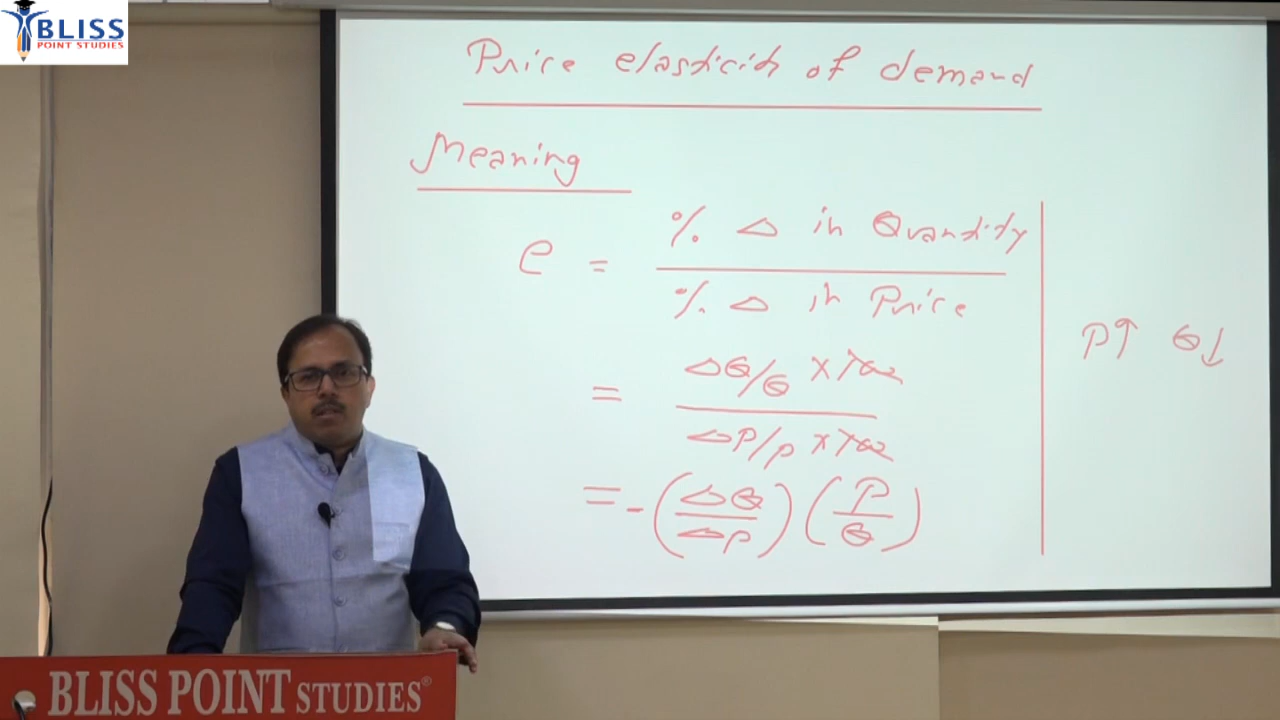 BLISS
POINT STUDIES
Price elasticity of demand
Meaning
e = % Δ in Quantity
% Δ in Price
= ΔQ/Q × 100
ΔP/P × 100
= - (ΔQ/ΔP) (P/Q)
P↑ Q↓
BLISS POINT STUDIES®